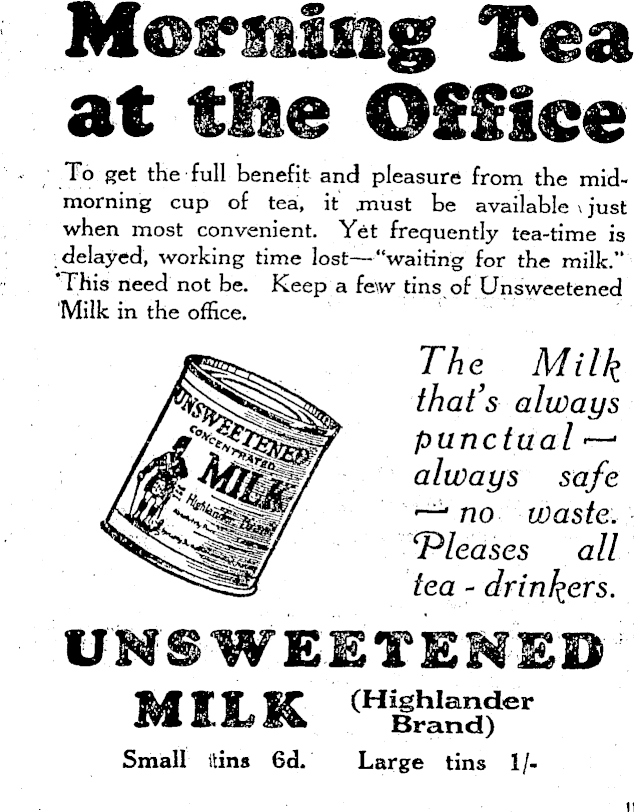 Morning Tea
at the Office
To get the full benefit and pleasure from the mid-
morning cup of tea, it must be available just
when most convenient. Yet frequently tea-time is
delayed, working time lost—"waiting for the milk."
This need not be. Keep a few tins of Unsweetened
Milk in the office.
UNSWEETENED
CONCENTRATED
MILK
Highlander
The Milk
that's always
punctual —
always safe
— no waste.
Pleases all
tea-drinkers.
UNSWEETENED
MILK (Highlander
Brand)
Small tins 6d. Large tins 1/-